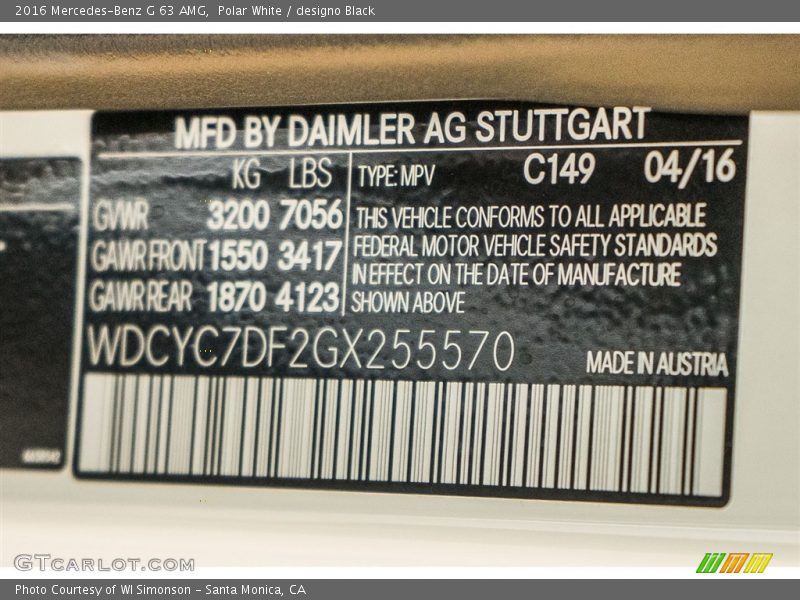 2016 Mercedes-Benz G 63 AMG, Polar White / designo Black
MFD BY DAIMLER AG STUTTGART
KG LBS
GVWR 3200 7056
GAWR FRONT 1550 3417
GAWR REAR 1870 4123
TYPE: MPV C149 04/16
THIS VEHICLE CONFORMS TO ALL APPLICABLE
FEDERAL MOTOR VEHICLE SAFETY STANDARDS
IN EFFECT ON THE DATE OF MANUFACTURE
SHOWN ABOVE
WDCYC7DF2GX255570
MADE IN AUSTRIA
GTCARLOT.COM
Photo Courtesy of WI Simonson - Santa Monica, CA